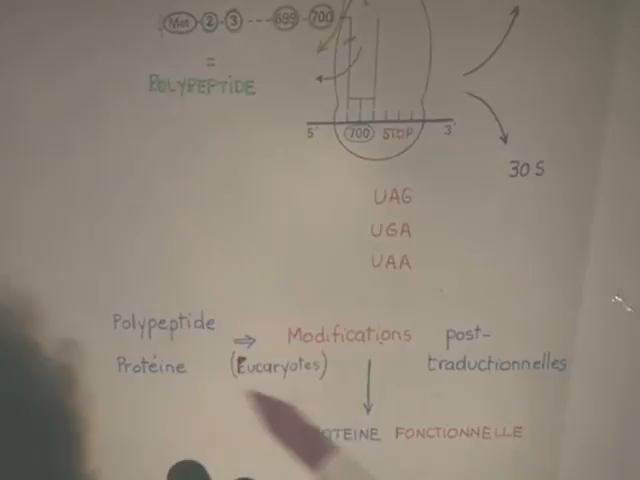 Met 2 3 ---- 699 700
=
POLYPEPTIDE
5' 700 STOP 3'
30 S
UAG
UGA
UAA
Polypeptide ⇒ Modifications post-
Protéine (Eucaryotes) traductionnelles
OTEINE FONCTIONNELLE